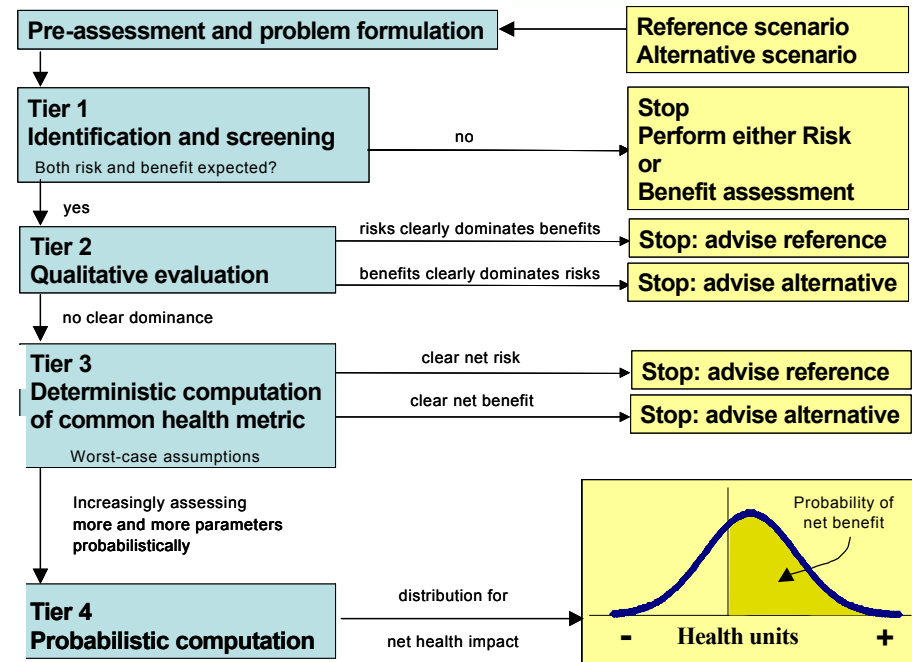 Pre-assessment and problem formulation
Reference scenario
Alternative scenario
Tier 1
Identification and screening
Both risk and benefit expected?
no
Stop
Perform either Risk
or
Benefit assessment
yes
Tier 2
Qualitative evaluation
risks clearly dominates benefits
Stop: advise reference
benefits clearly dominates risks
Stop: advise alternative
no clear dominance
Tier 3
Deterministic computation
of common health metric
Worst-case assumptions
clear net risk
Stop: advise reference
clear net benefit
Stop: advise alternative
Increasingly assessing
more and more parameters
probabilistically
Tier 4
Probabilistic computation
distribution for
net health impact
Probability of
net benefit
- Health units +